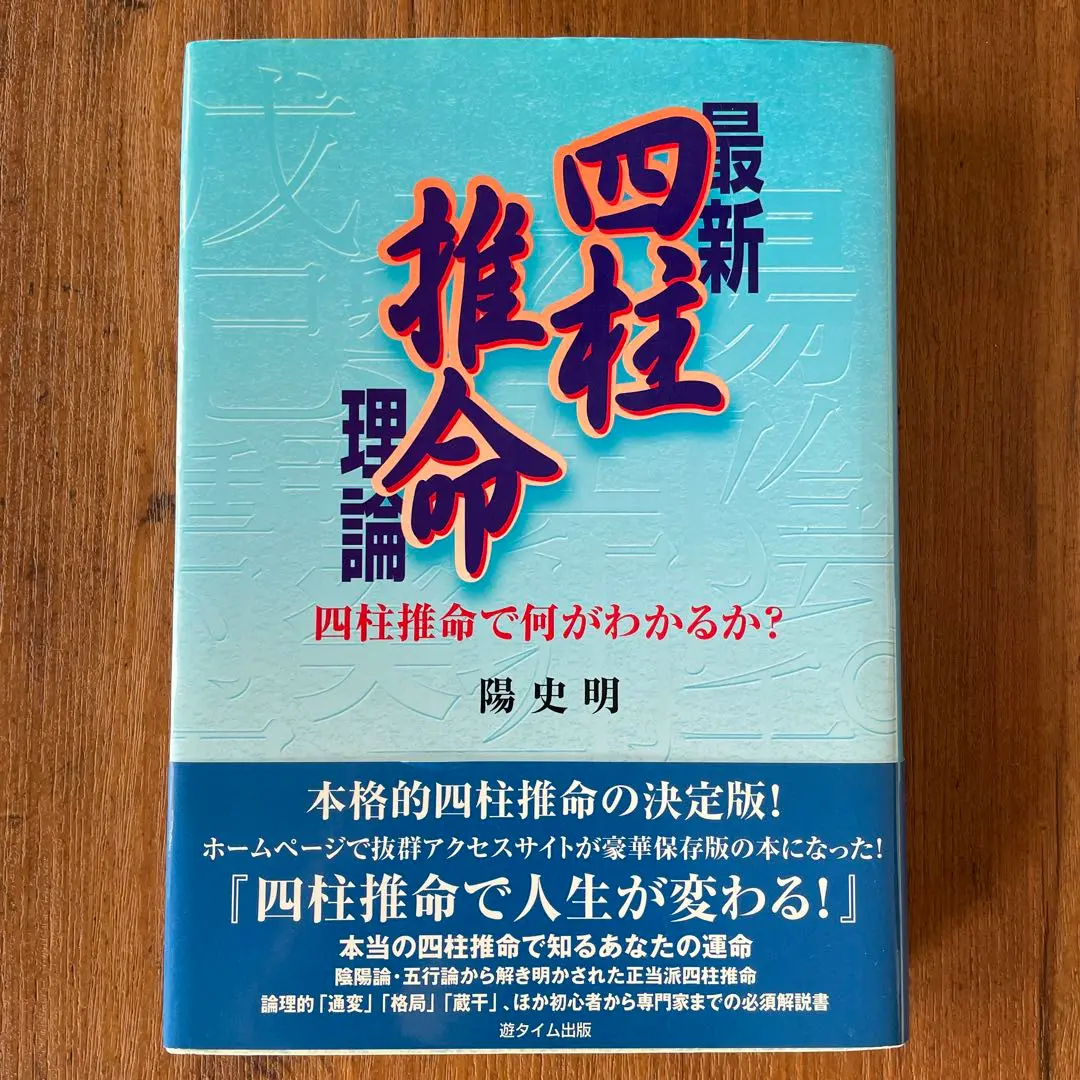 最新
四柱
推命
理論
四柱推命で何がわかるか?
陽史明
本格的四柱推命の決定版!
ホームページで抜群アクセスサイトが豪華保存版の本になった!
『四柱推命で人生が変わる!』
本当の四柱推命で知るあなたの運命
陰陽論・五行論から解き明かされた正当派四柱推命
論理的「通変」「格局」「蔵干」、ほか初心者から専門家までの必須解説書
遊タイム出版